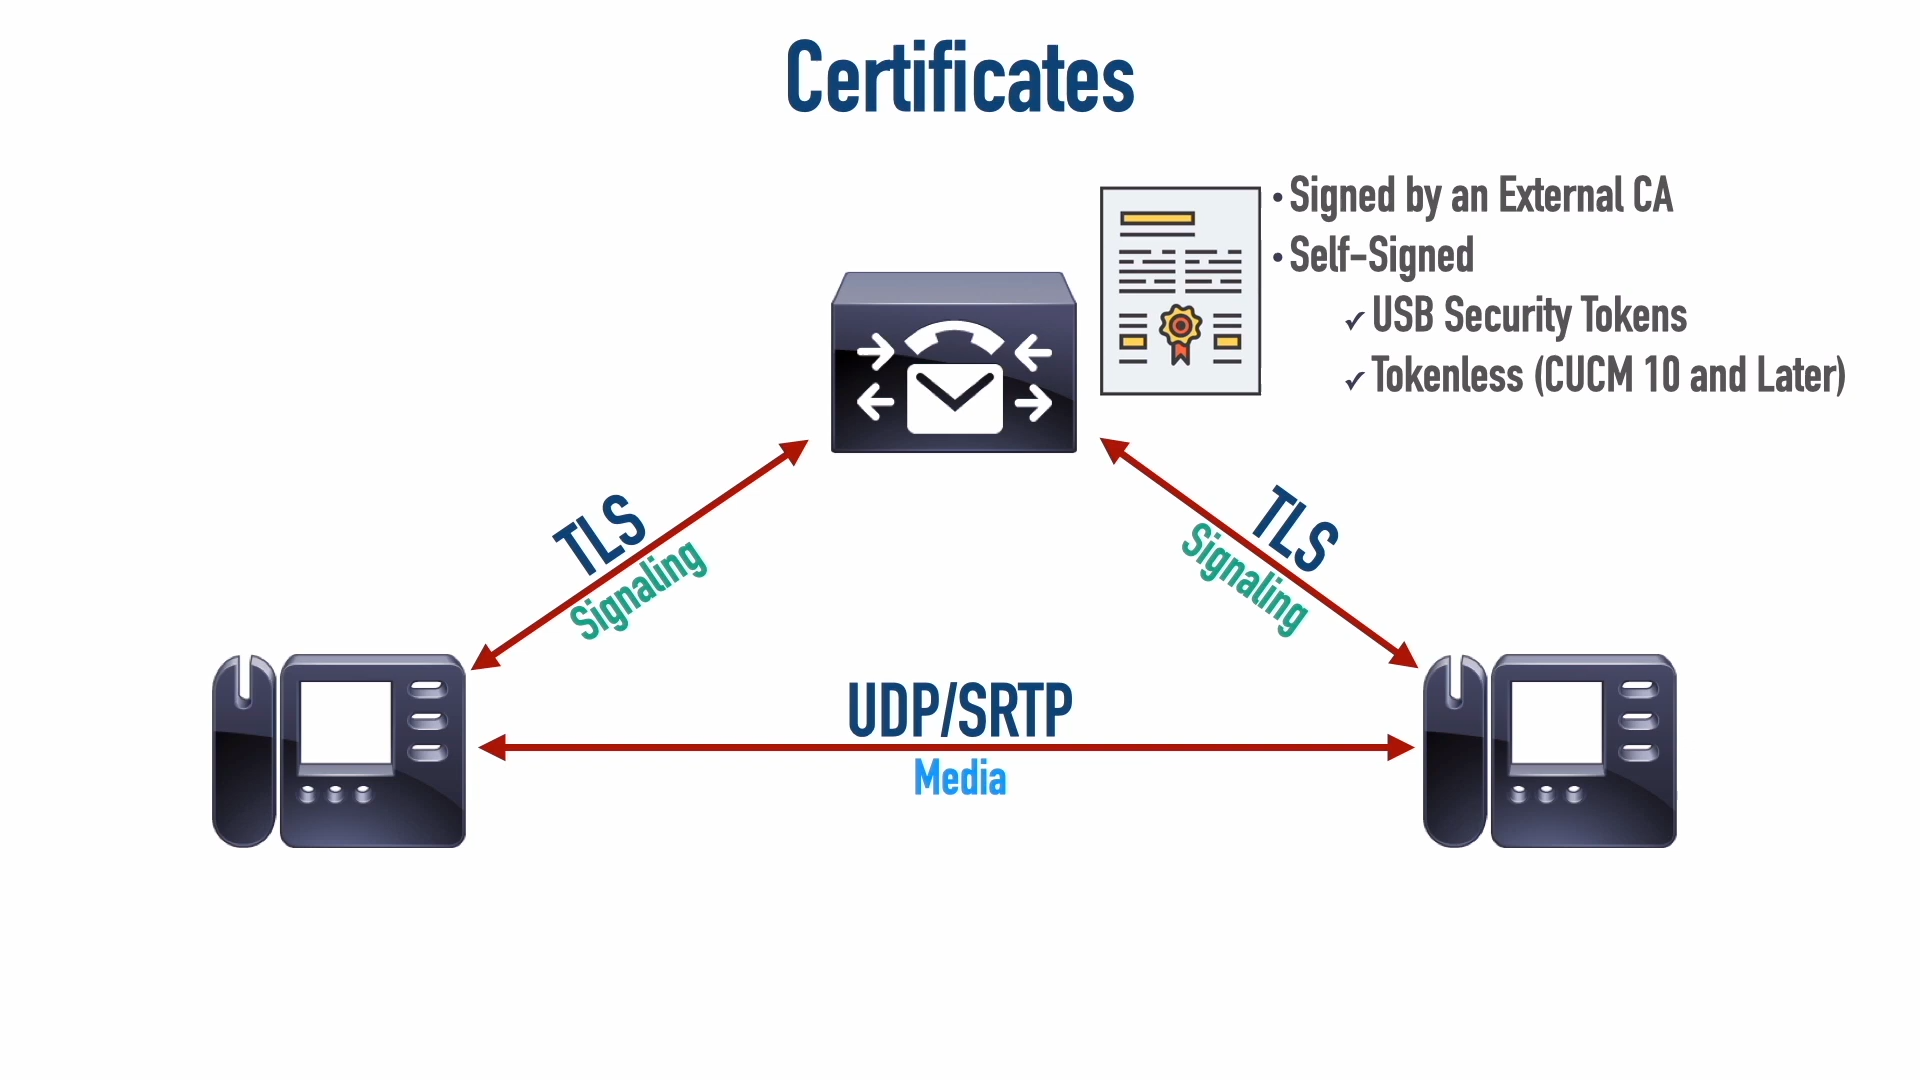 Certificates
• Signed by an External CA
• Self-Signed
✓ USB Security Tokens
✓ Tokenless (CUCM 10 and Later)
TLS
Signaling
TLS
Signaling
UDP/SRTP
Media